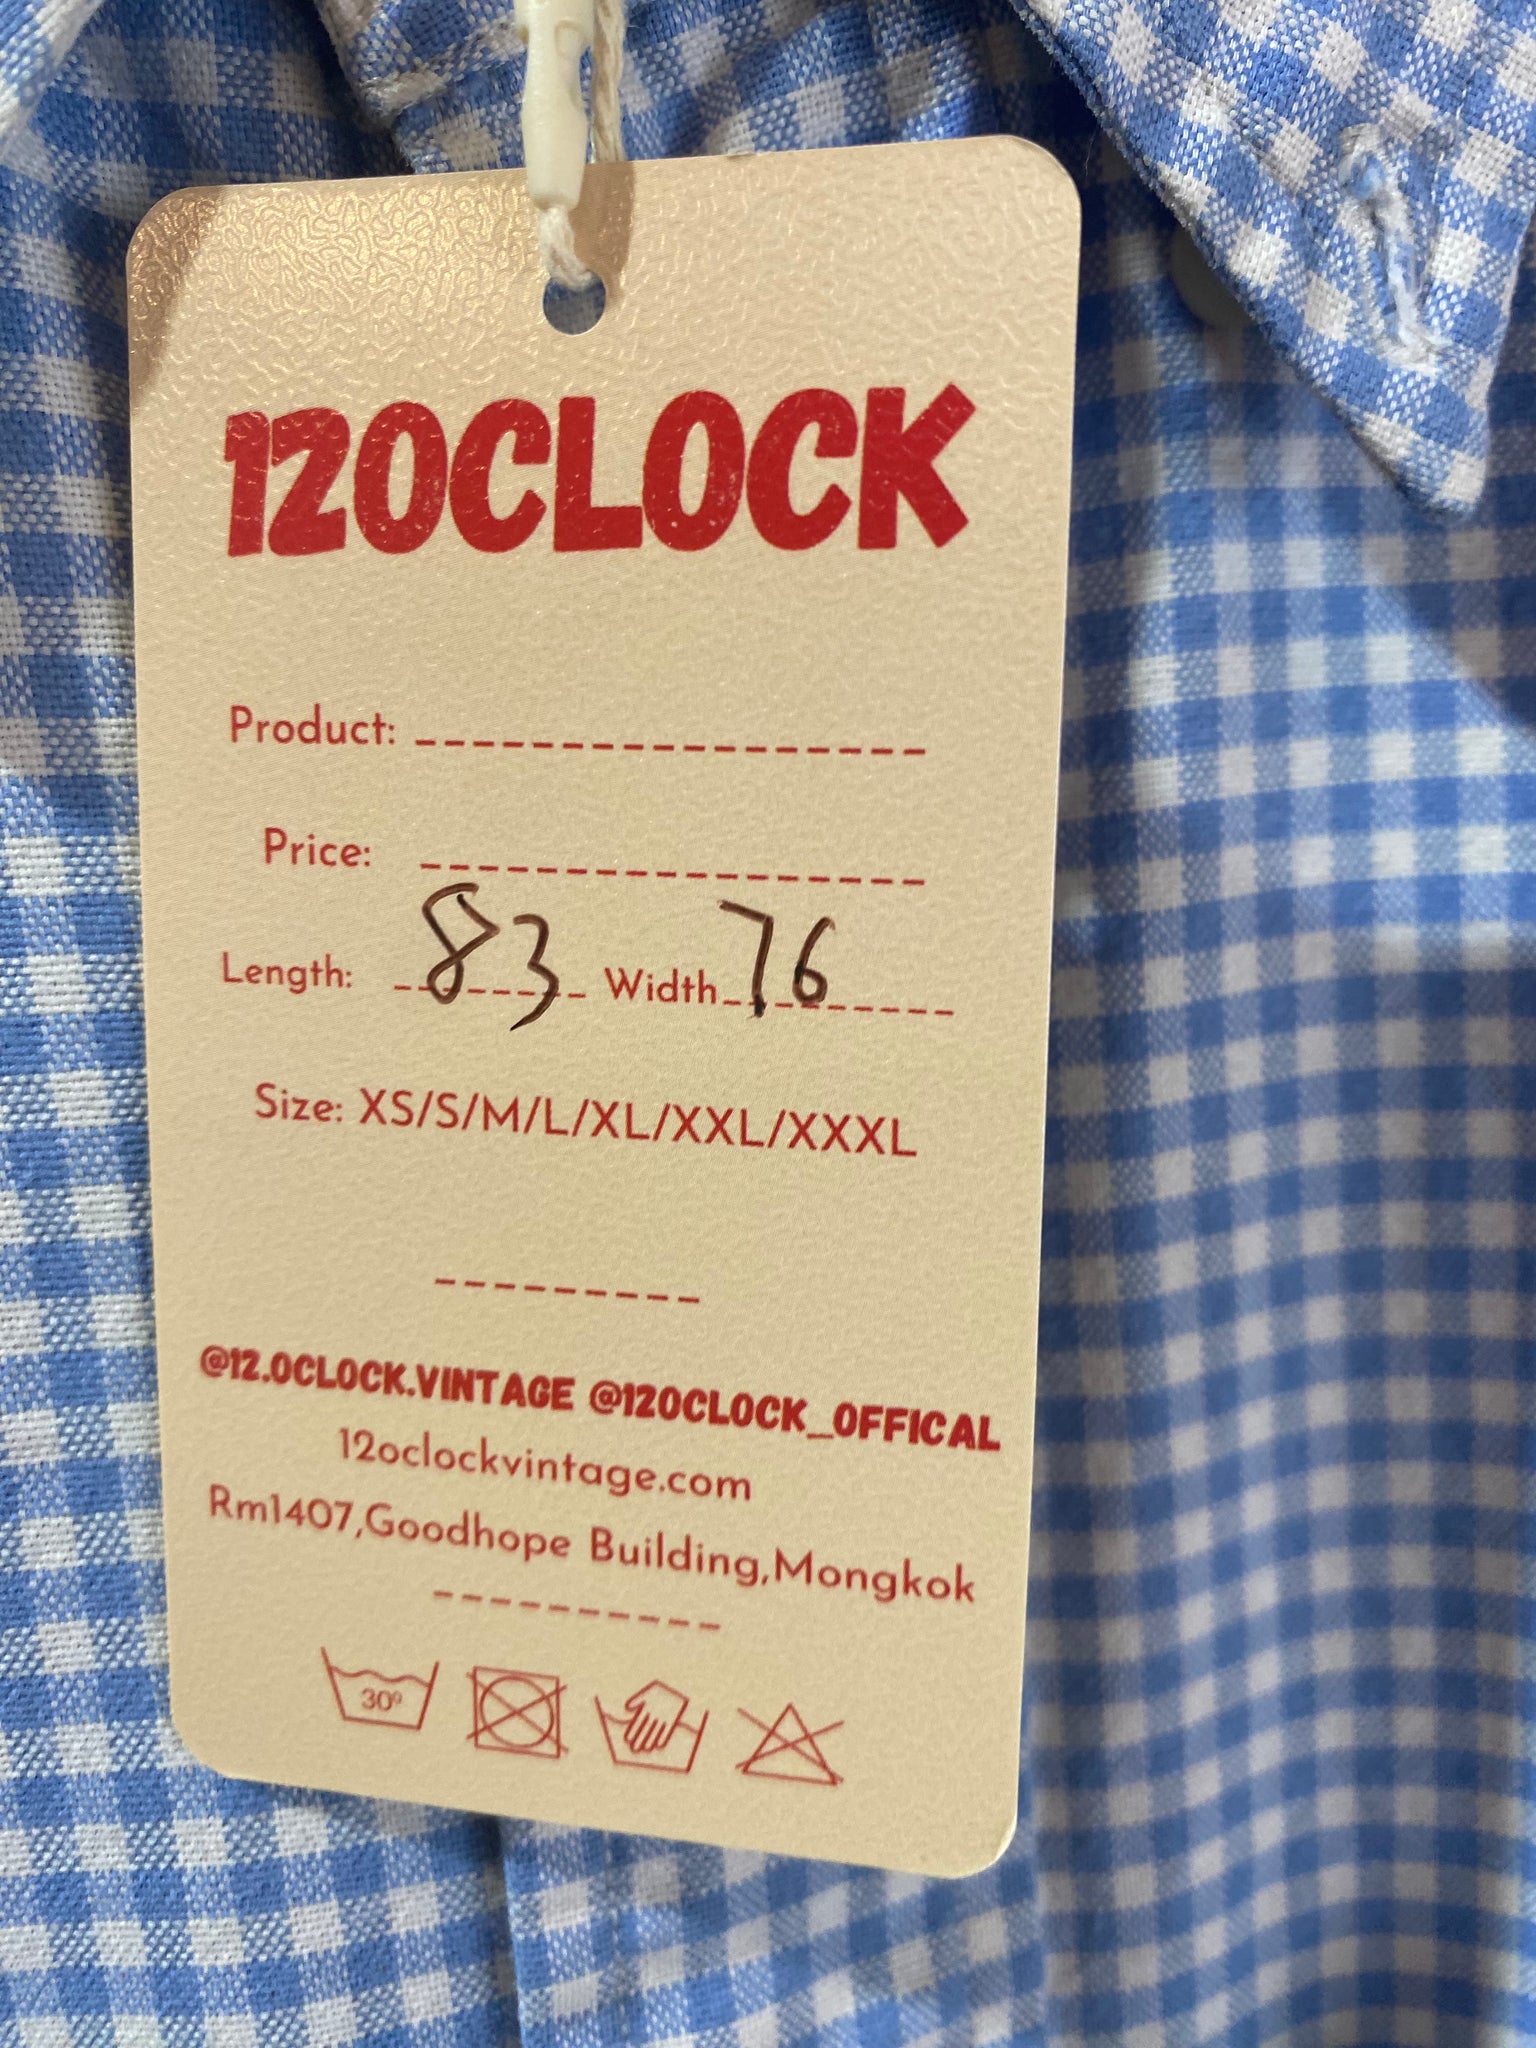 12OCLOCK
Product: _ _ _ _ _ _ _ _ _ _ _ _ _ _ _ _ _
Price: _ _ _ _ _ _ _ _ _ _ _ _ _ _ _ _ _
Length: 83 Width 76
Size: XS/S/M/L/XL/XXL/XXXL
@12.OCLOCK.VINTAGE @12OCLOCK_OFFICAL
12oclockvintage.com
Rm1407,Goodhope Building,Mongkok
30º